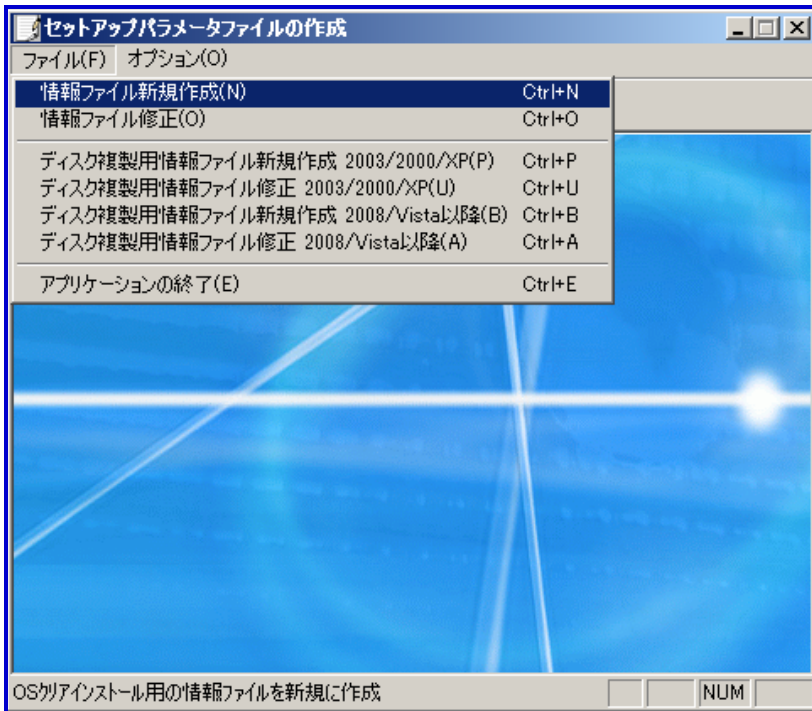 セットアップパラメータファイルの作成
ファイル(F) オプション(O)
情報ファイル新規作成(N) Ctrl+N
情報ファイル修正(O) Ctrl+O
ディスク複製用情報ファイル新規作成 2003/2000/XP(P) Ctrl+P
ディスク複製用情報ファイル修正 2003/2000/XP(U) Ctrl+U
ディスク複製用情報ファイル新規作成 2008/Vista以降(B) Ctrl+B
ディスク複製用情報ファイル修正 2008/Vista以降(A) Ctrl+A
アプリケーションの終了(E) Ctrl+E
OSクリアインストール用の情報ファイルを新規に作成 NUM